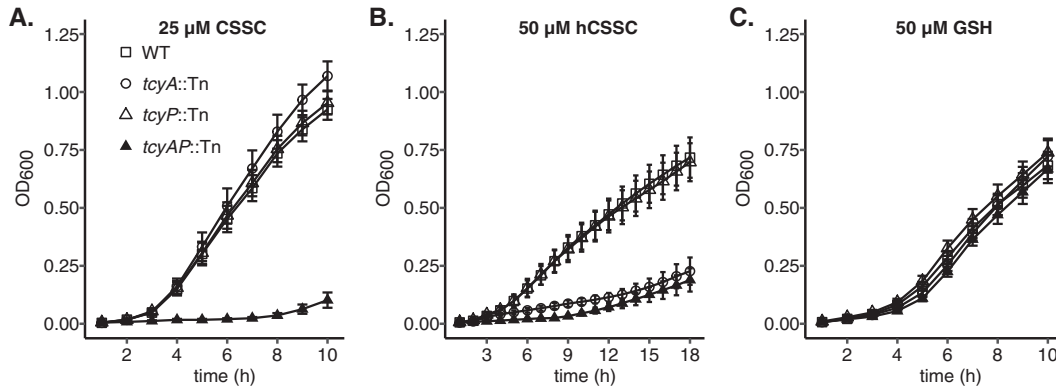 A.
25 µM CSSC
OD600
1.25
1.00
0.75
0.50
0.25
0.00
WT
tcyA::Tn
tcyP::Tn
tcyAP::Tn
2 4 6 8 10
time (h)
B.
50 µM hCSSC
OD600
1.25
1.00
0.75
0.50
0.25
0.00
3 6 9 12 15 18
time (h)
C.
50 µM GSH
OD600
1.25
1.00
0.75
0.50
0.25
0.00
2 4 6 8 10
time (h)